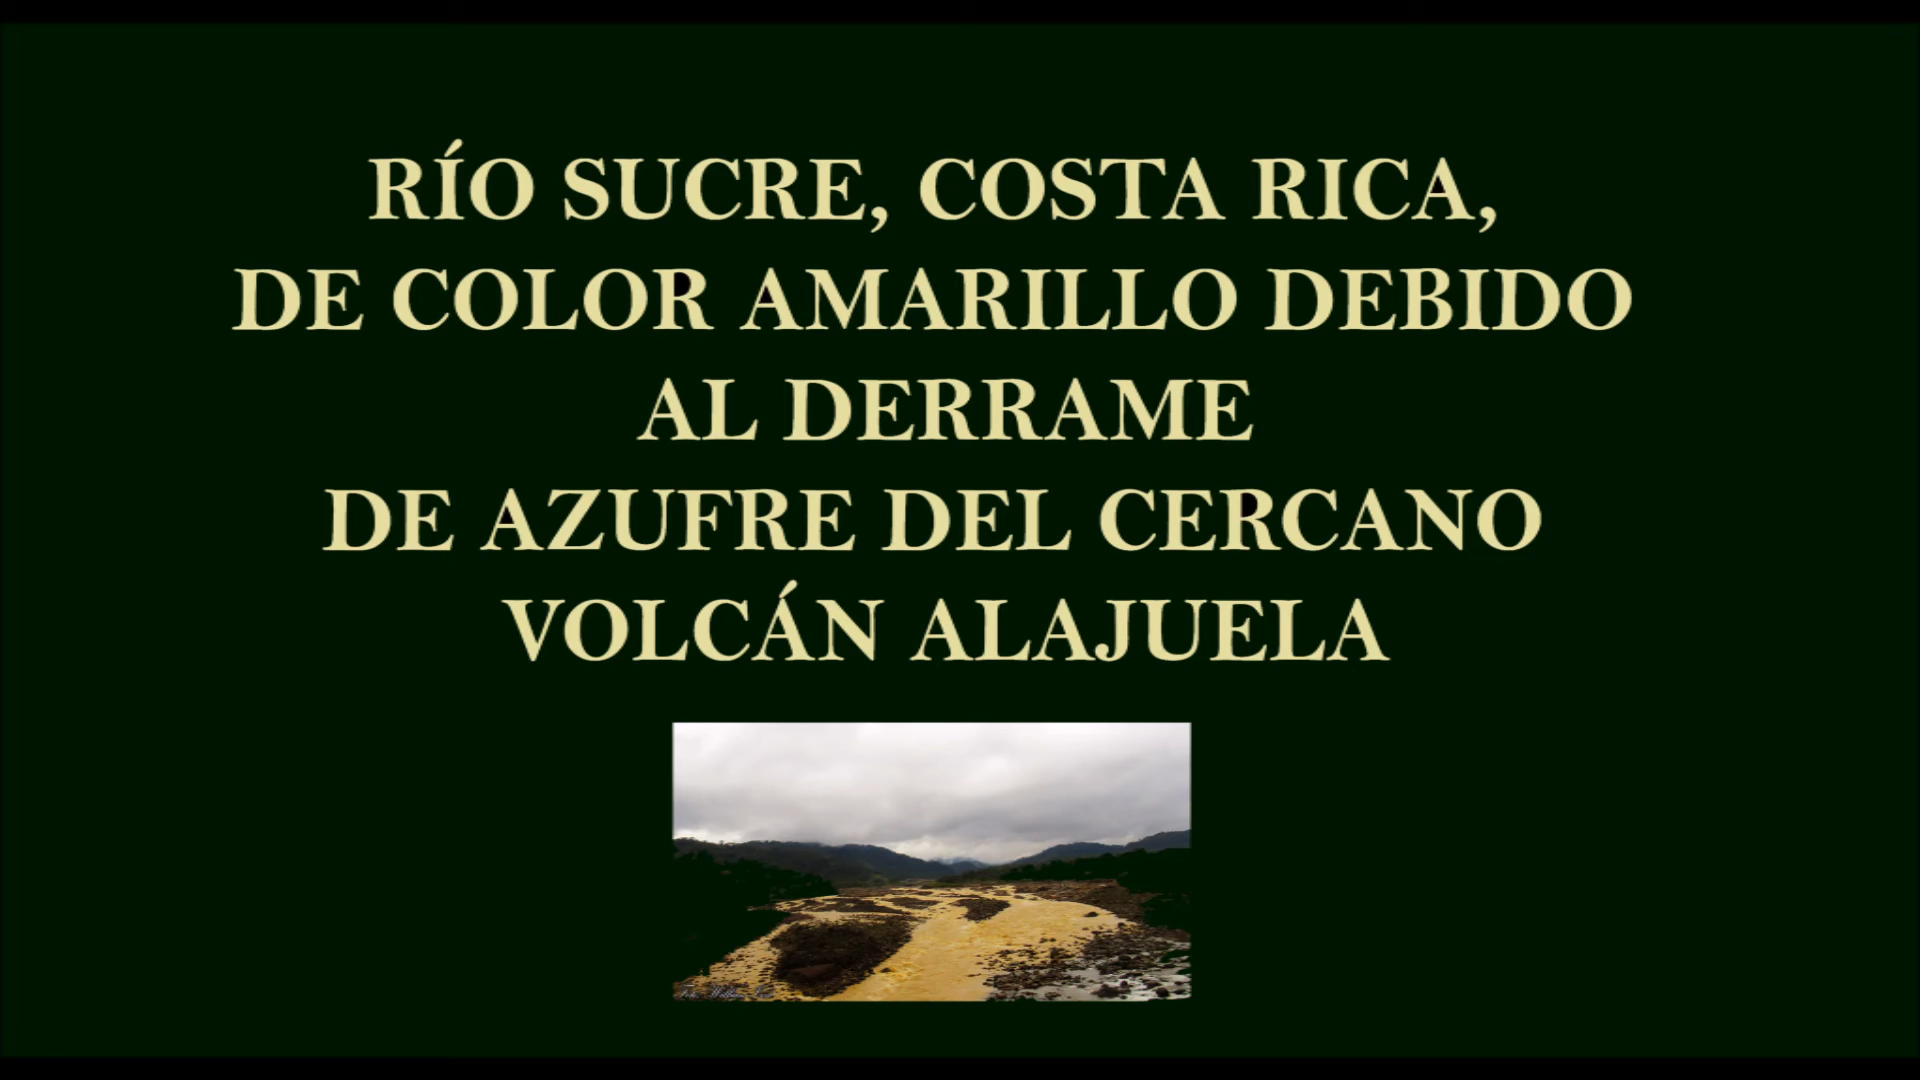 RÍO SUCRE, COSTA RICA,
DE COLOR AMARILLO DEBIDO
AL DERRAME
DE AZUFRE DEL CERCANO
VOLCÁN ALAJUELA